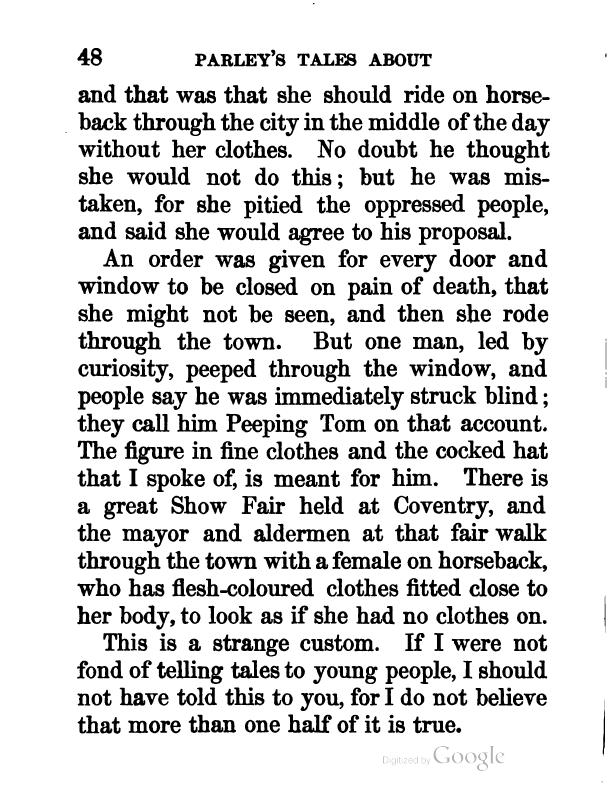 48 PARLEY'S TALES ABOUT
and that was that she should ride on horse-
back through the city in the middle of the day
without her clothes. No doubt he thought
she would not do this; but he was mis-
taken, for she pitied the oppressed people,
and said she would agree to his proposal.
An order was given for every door and
window to be closed on pain of death, that
she might not be seen, and then she rode
through the town. But one man, led by
curiosity, peeped through the window, and
people say he was immediately struck blind;
they call him Peeping Tom on that account.
The figure in fine clothes and the cocked hat
that I spoke of, is meant for him. There is
a great Show Fair held at Coventry, and
the mayor and aldermen at that fair walk
through the town with a female on horseback,
who has flesh-coloured clothes fitted close to
her body, to look as if she had no clothes on.
This is a strange custom. If I were not
fond of telling tales to young people, I should
not have told this to you, for I do not believe
that more than one half of it is true.
Digitized by Google